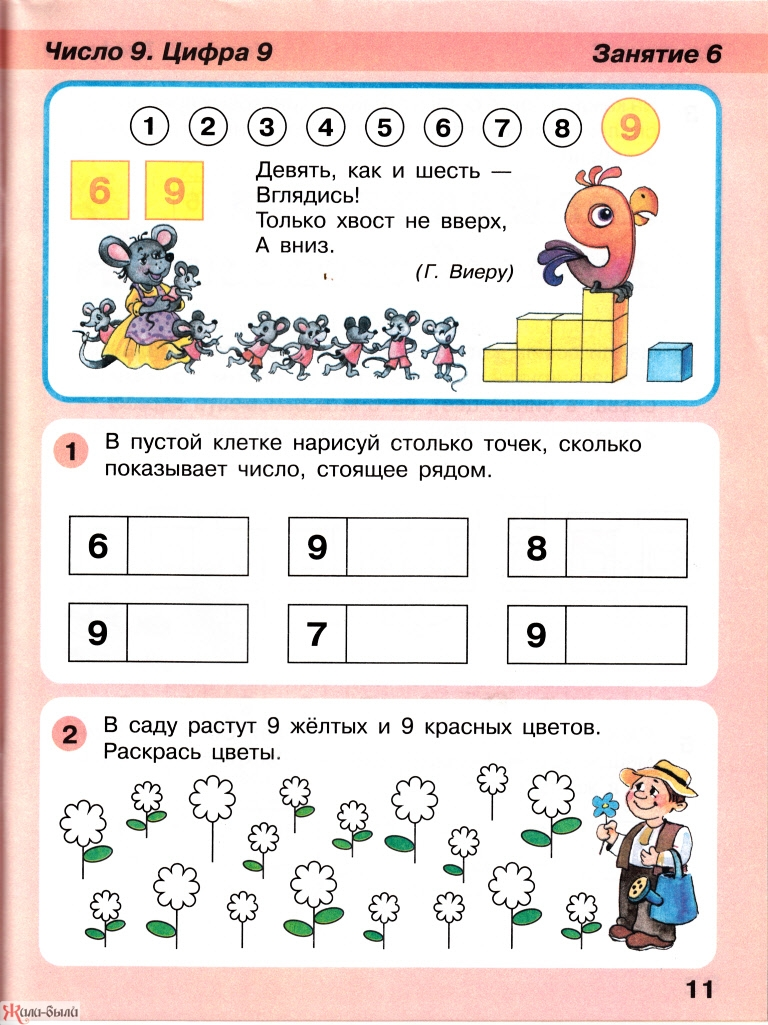 Число 9. Цифра 9
Занятие 6
1 2 3 4 5 6 7 8 9
6 9
Девять, как и шесть —
Вглядись!
Только хвост не вверх,
А вниз.
(Г. Виеру)
1 В пустой клетке нарисуй столько точек, сколько
показывает число, стоящее рядом.
6 9 8
9 7 9
2 В саду растут 9 жёлтых и 9 красных цветов.
Раскрась цветы.
11
Жили-были